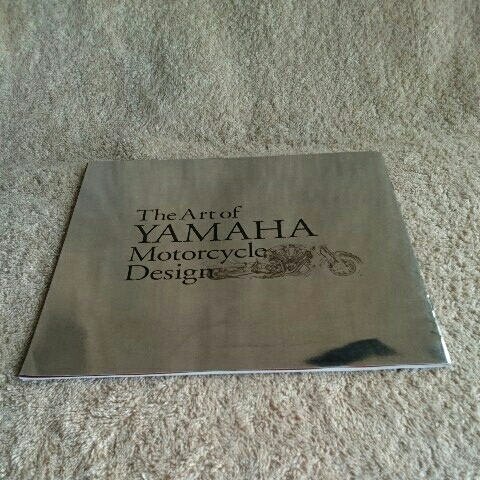 The Art of
YAMAHA
Motorcycle
Design